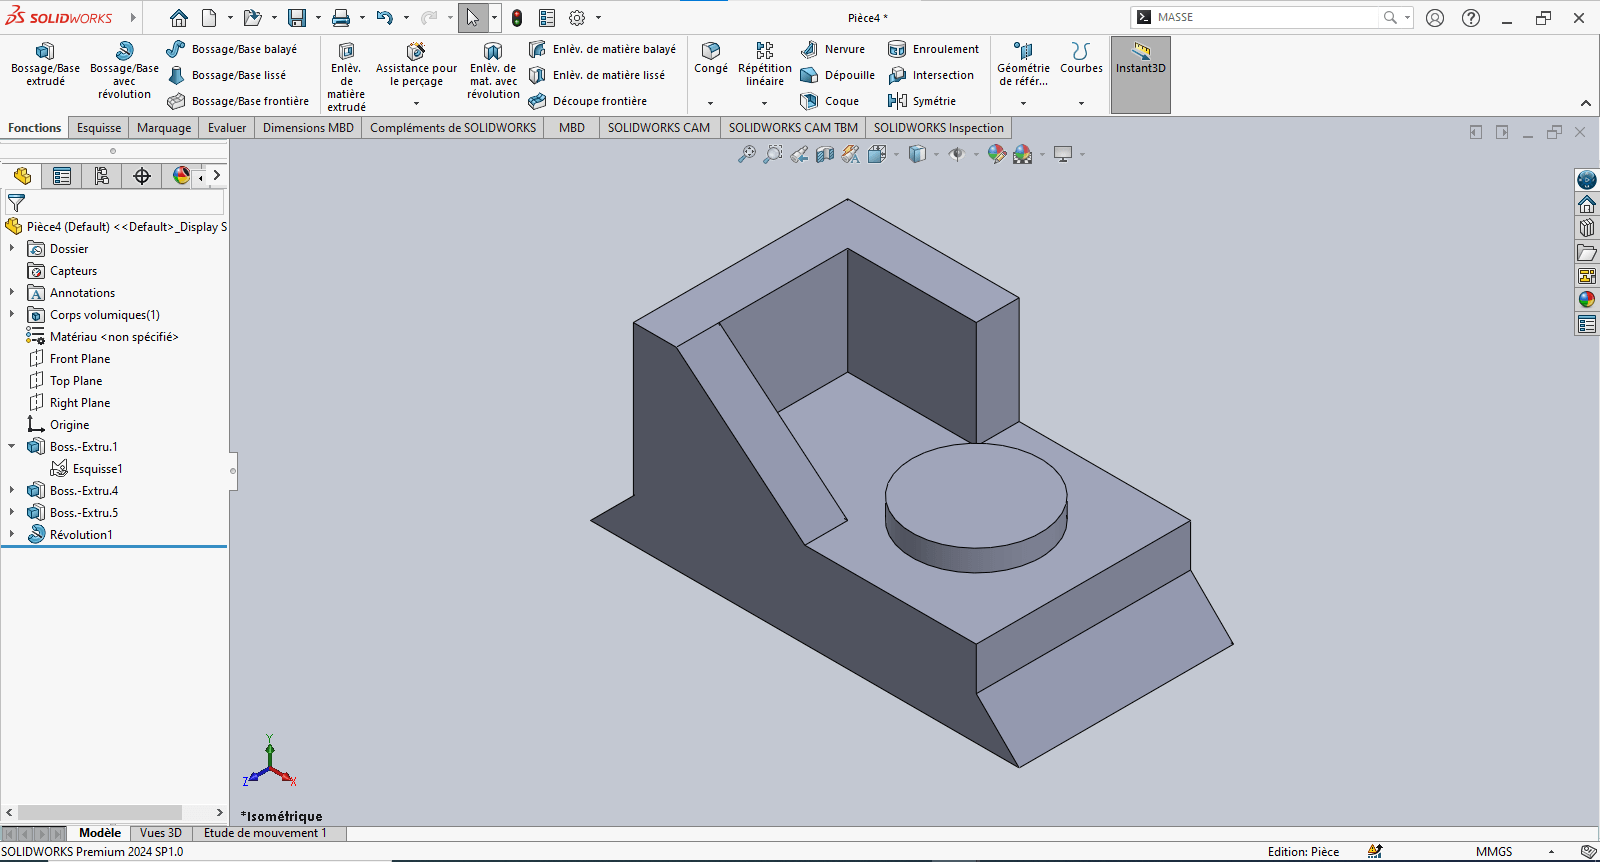 SOLIDWORKS
Pièce4 *
MASSE
Bossage/Base extrudé
Bossage/Base avec révolution
Bossage/Base balayé
Bossage/Base lissé
Bossage/Base frontière
Enlèv. de matière extrudé
Assistance pour le perçage
Enlèv. de mat. avec révolution
Enlèv. de matière balayé
Enlèv. de matière lissé
Découpe frontière
Congé
Répétition linéaire
Nervure
Dépouille
Coque
Enroulement
Intersection
Symétrie
Géométrie de référ...
Courbes
Instant3D
Fonctions
Esquisse
Marquage
Evaluer
Dimensions MBD
Compléments de SOLIDWORKS
MBD
SOLIDWORKS CAM
SOLIDWORKS CAM TBM
SOLIDWORKS Inspection
Pièce4 (Default) <<Default>_Display S
Dossier
Capteurs
Annotations
Corps volumiques(1)
Matériau <non spécifié>
Front Plane
Top Plane
Right Plane
Origine
Boss.-Extru.1
Esquisse1
Boss.-Extru.4
Boss.-Extru.5
Révolution1
Y
Z
X
*Isométrique
Modèle
Vues 3D
Etude de mouvement 1
SOLIDWORKS Premium 2024 SP1.0
Edition: Pièce
MMGS